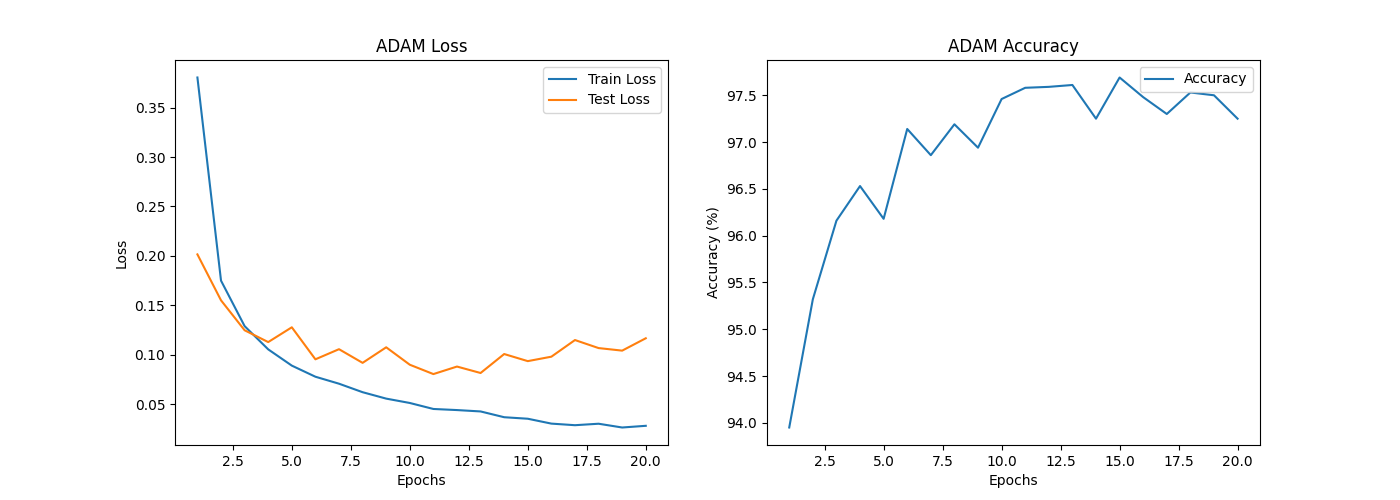 ADAM Loss
Train Loss
Test Loss
0.35
0.30
0.25
0.20
0.15
0.10
0.05
Loss
2.5 5.0 7.5 10.0 12.5 15.0 17.5 20.0
Epochs
ADAM Accuracy
Accuracy
97.5
97.0
96.5
96.0
95.5
95.0
94.5
94.0
Accuracy (%)
2.5 5.0 7.5 10.0 12.5 15.0 17.5 20.0
Epochs